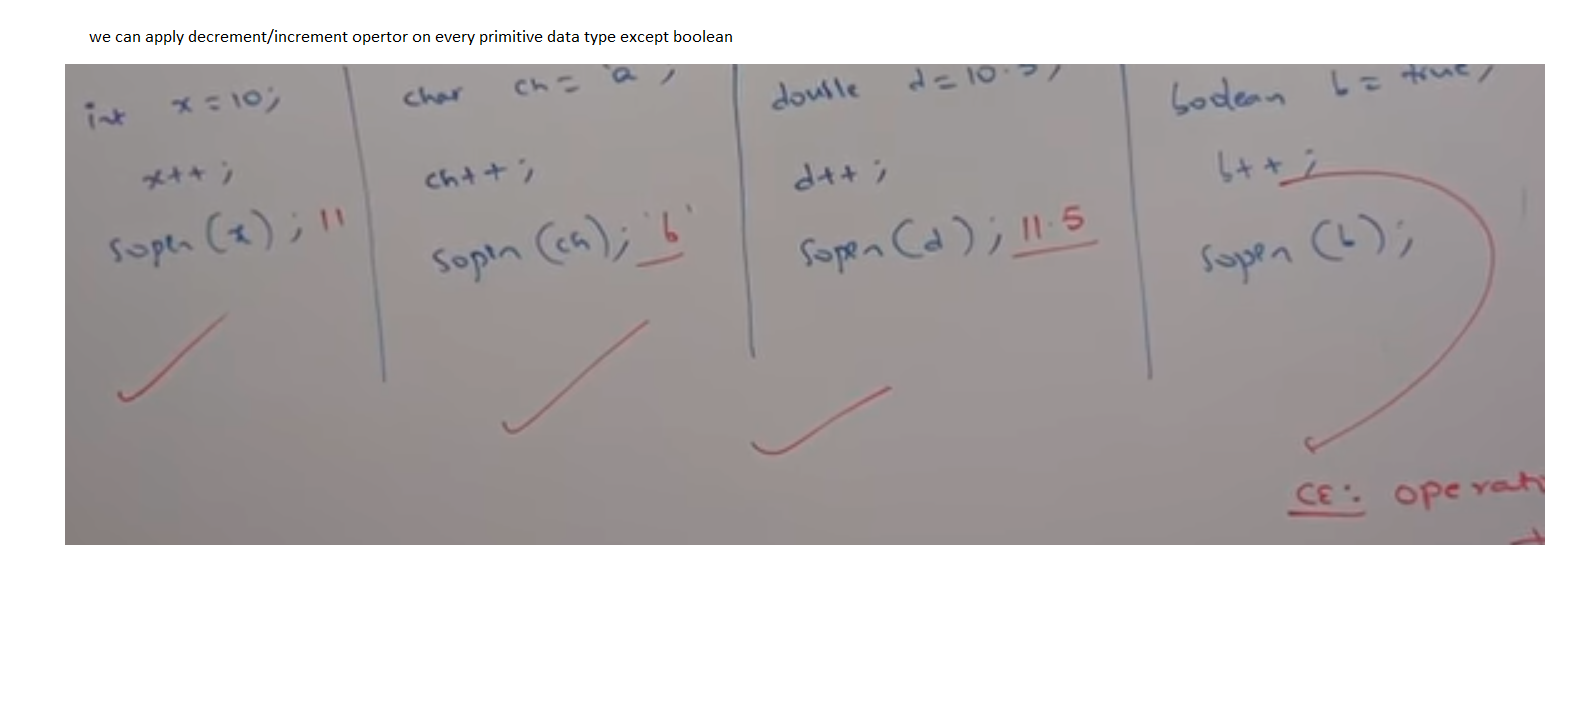 we can apply decrement/increment opertor on every primitive data type except boolean
int x = 10;
x++;
sopln (x); 11
char ch = 'a';
ch++;
sopln (ch); 'b'
double d = 10.5;
d++;
sopln (d); 11.5
boolean b = true;
b++;
sopln (b);
CE: operat